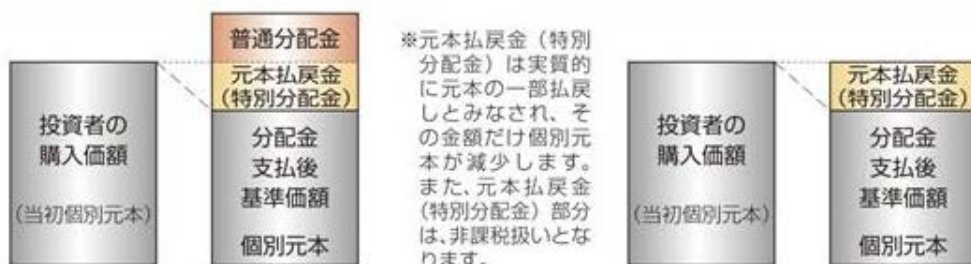 普通分配金
元本払戻金
(特別分配金)
投資者の
購入価額
(当初個別元本)
分配金
支払後
基準価額
個別元本
※元本払戻金（特別
分配金）は実質的
に元本の一部払戻
しとみなされ、そ
の金額だけ個別元
本が減少します。
また、元本払戻金
(特別分配金) 部分
は、非課税扱いとな
ります。
投資者の
購入価額
(当初個別元本)
元本払戻金
(特別分配金)
分配金
支払後
基準価額
個別元本